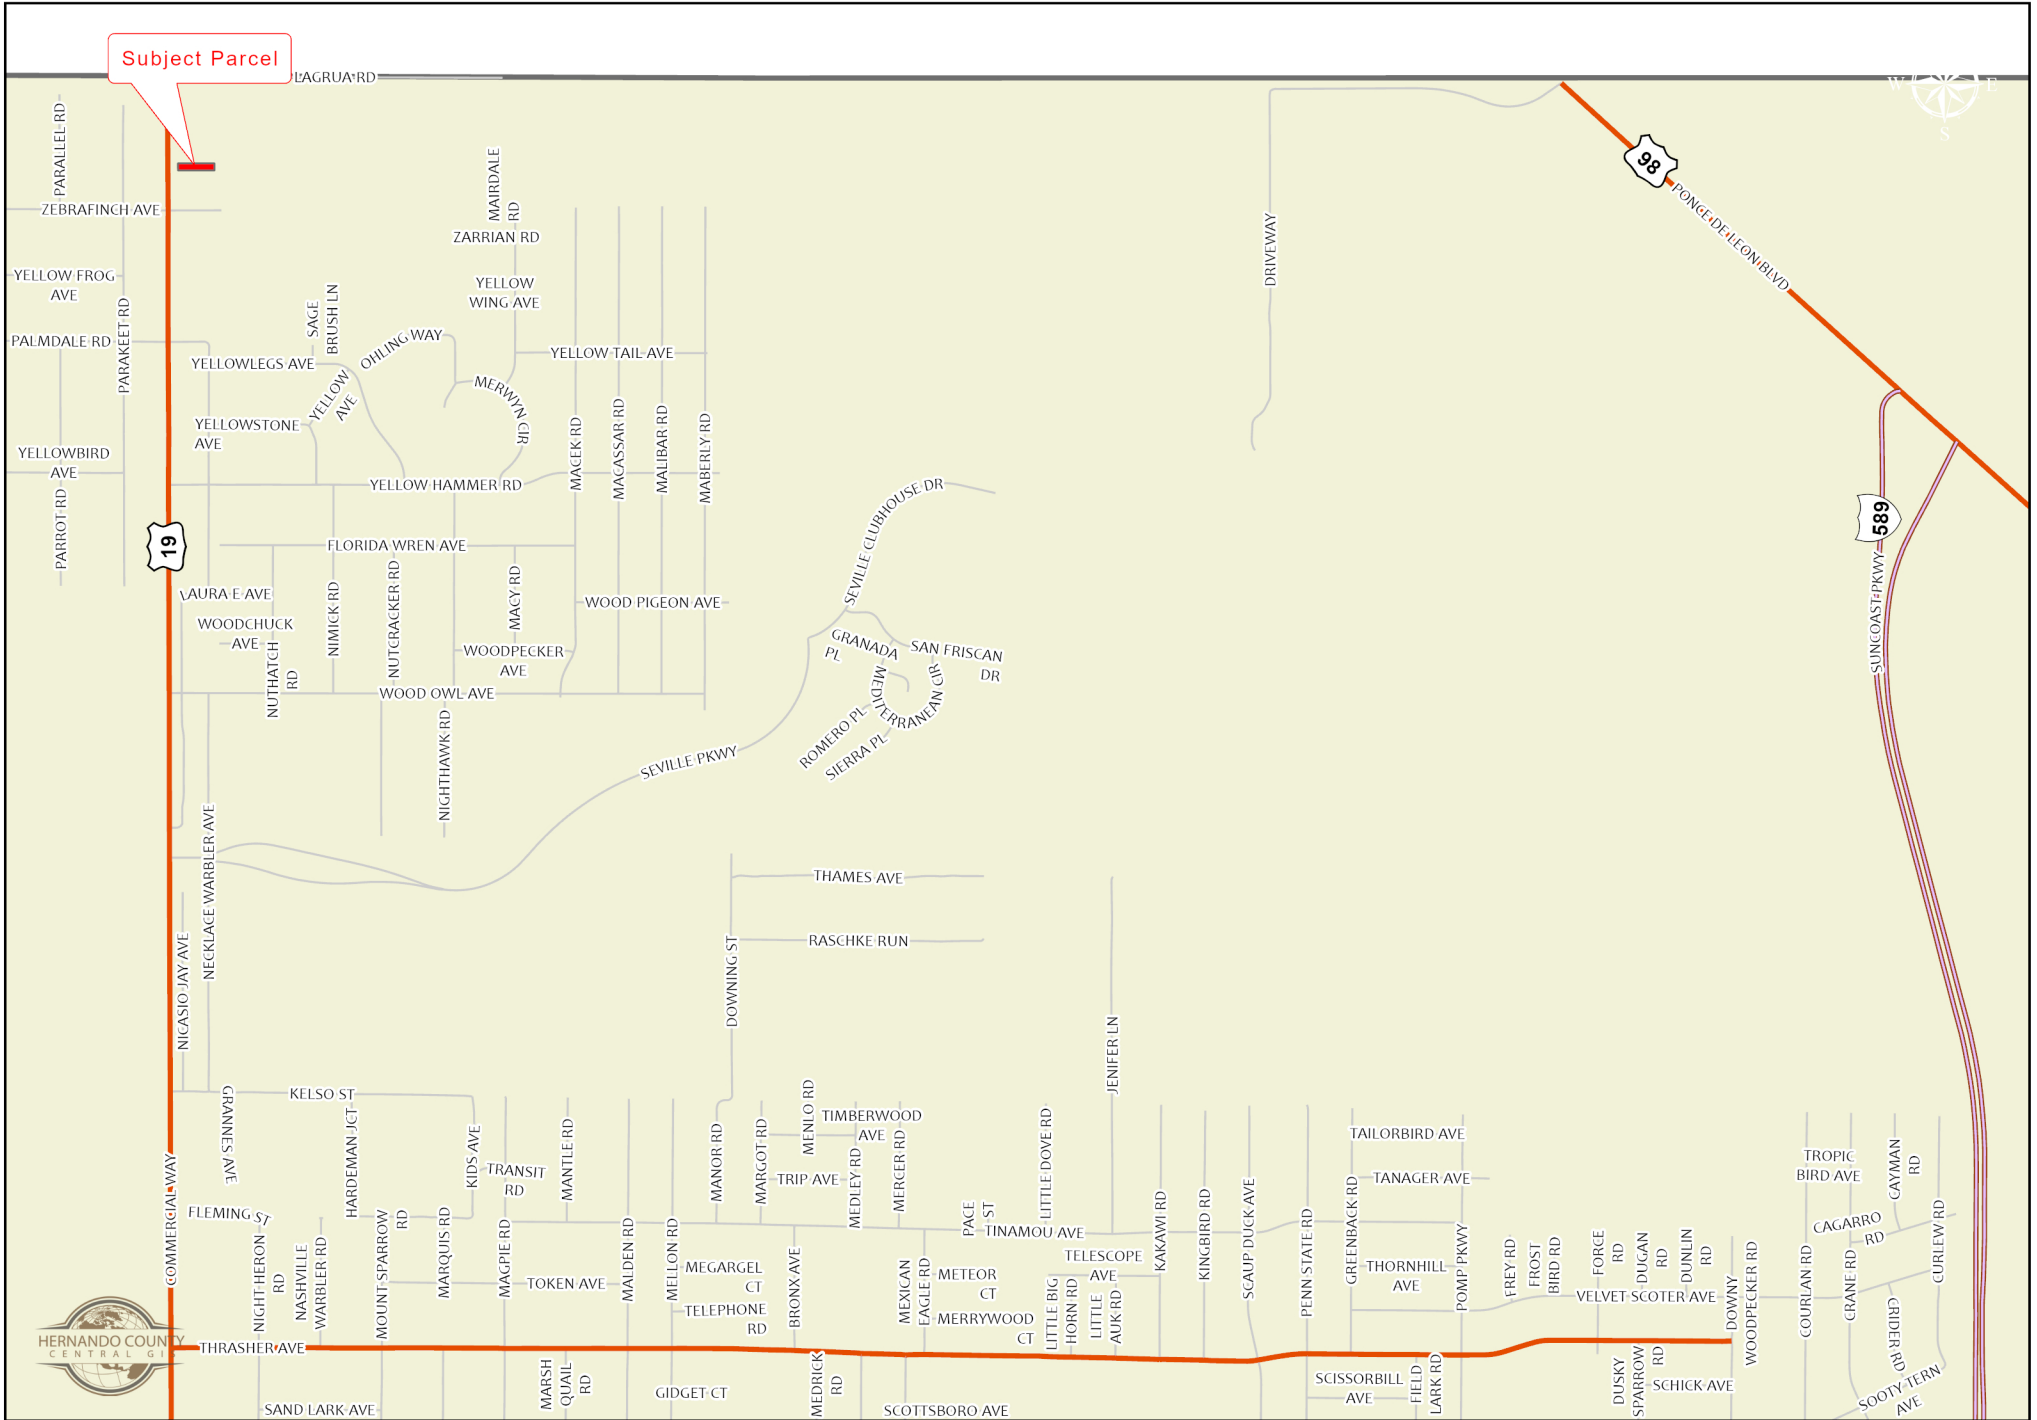 Subject Parcel
LAGRUA RD
W
E
S
PARALLEL RD
MAIRDALE
RD
98
PONCE DE LEON BLVD
ZEBRAFINCH AVE
ZARRIAN RD
DRIVEWAY
YELLOW FROG
AVE
YELLOW
WING AVE
PARAKEET RD
SAGE
BRUSH LN
PALMDALE RD
OHLING WAY
YELLOWLEGS AVE
YELLOW TAIL AVE
YELLOW
AVE
MERWYN CIR
YELLOWSTONE
AVE
MACEK RD
MACASSAR RD
MALIBAR RD
MABERLY RD
YELLOWBIRD
AVE
YELLOW HAMMER RD
PARROT RD
SEVILLE CLUBHOUSE DR
589
SUNCOAST PKWY
19
FLORIDA WREN AVE
LAURA E AVE
NIMICK RD
NUTCRACKER RD
MACY RD
WOOD PIGEON AVE
WOODCHUCK
AVE
NUTHATCH
RD
WOODPECKER
AVE
GRANADA
PL
SAN FRISCAN
DR
MEDITERRANEAN CIR
WOOD OWL AVE
ROMERO PL
SIERRA PL
NIGHTHAWK RD
SEVILLE PKWY
NECKLACE WARBLER AVE
NICASIO JAY AVE
THAMES AVE
RASCHKE RUN
DOWNING ST
JENIFER LN
KELSO ST
GRANNES AVE
HARDEMAN JCT
KIDS AVE
TRANSIT
RD
MANTLE RD
MANOR RD
MARGOT RD
MENLO RD
TIMBERWOOD
AVE
TRIP AVE
MEDLEY RD
MERCER RD
LITTLE DOVE RD
PACE
ST
TINAMOU AVE
KAKAWI RD
KINGBIRD RD
SCAUP DUCK AVE
PENN STATE RD
GREENBACK RD
TAILORBIRD AVE
TANAGER AVE
POMP PKWY
TROPIC
BIRD AVE
CAYMAN
RD
CAGARRO
RD
CURLEW RD
COMMERCIAL WAY
FLEMING ST
NIGHT HERON
RD
NASHVILLE
WARBLER RD
MOUNT SPARROW
RD
MARQUIS RD
MAGPIE RD
TOKEN AVE
MALDEN RD
MELLON RD
MEGARGEL
CT
TELEPHONE
RD
BRONX AVE
MEXICAN
EAGLE RD
METEOR
CT
MERRYWOOD
CT
TELESCOPE
AVE
LITTLE BIG
HORN RD
LITTLE
AUK RD
THORNHILL
AVE
FREY RD
FROST
BIRD RD
FORCE
RD
DUGAN
RD
DUNLIN
RD
VELVET SCOTER AVE
DOWNY
WOODPECKER RD
COURLAN RD
CRANE RD
CRIDER RD
HERNANDO COUNTY
CENTRAL GIS
THRASHER AVE
SAND LARK AVE
MARSH
QUAIL
RD
GIDGET CT
MEDRICK
RD
SCOTTSBORO AVE
SCISSORBILL
AVE
FIELD
LARK RD
DUSKY
SPARROW
RD
SCHICK AVE
SOOTY TERN
AVE